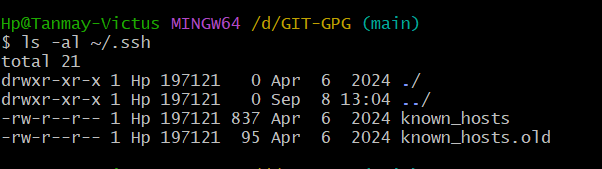 Hp@Tanmay-Victus MINGW64 /d/GIT-GPG (main)
$ ls -al ~/.ssh
total 21
drwxr-xr-x 1 Hp 197121   0 Apr  6  2024 ./
drwxr-xr-x 1 Hp 197121   0 Sep  8 13:04 ../
-rw-r--r-- 1 Hp 197121 837 Apr  6  2024 known_hosts
-rw-r--r-- 1 Hp 197121  95 Apr  6  2024 known_hosts.old